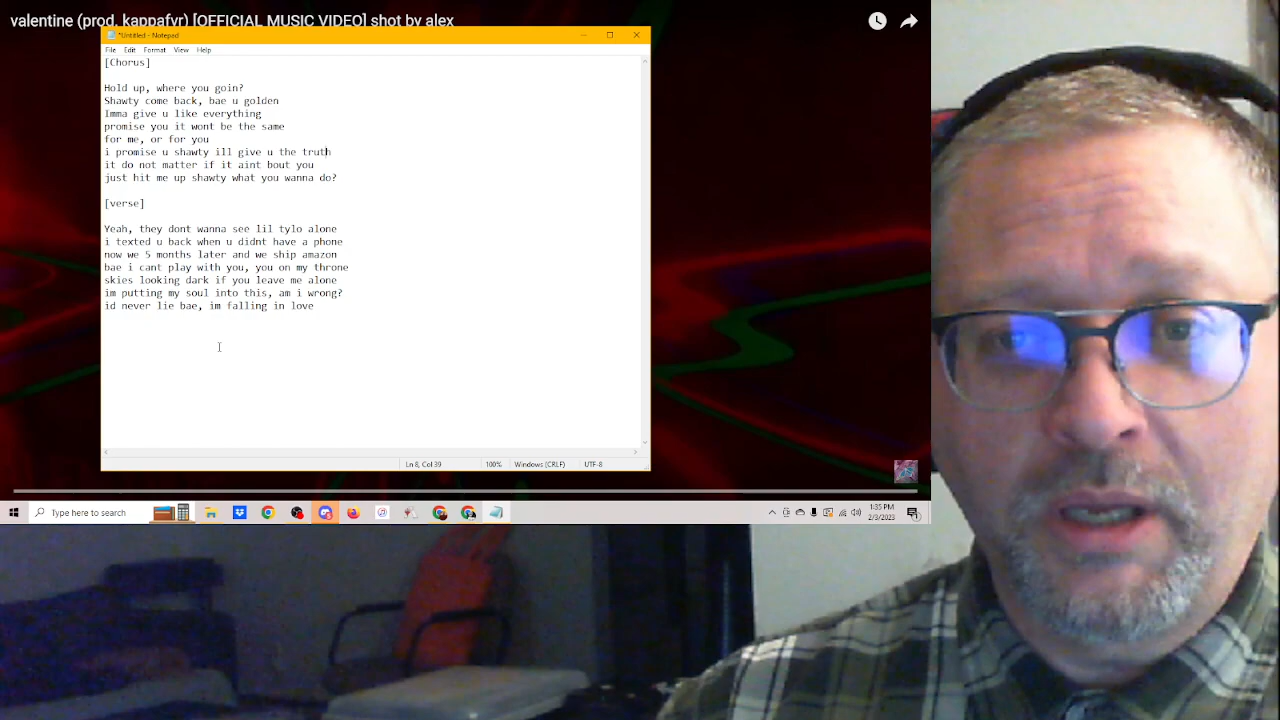 valentine (prod. kappafyr) [OFFICIAL MUSIC VIDEO] shot by alex
*Untitled - Notepad
File Edit Format View Help
[Chorus]
Hold up, where you goin?
Shawty come back, bae u golden
Imma give u like everything
promise you it wont be the same
for me, or for you
i promise u shawty ill give u the truth
it do not matter if it aint bout you
just hit me up shawty what you wanna do?
[verse]
Yeah, they dont wanna see lil tylo alone
i texted u back when u didnt have a phone
now we 5 months later and we ship amazon
bae i cant play with you, you on my throne
skies looking dark if you leave me alone
im putting my soul into this, am i wrong?
id never lie bae, im falling in love
Ln 8, Col 39 100% Windows (CRLF) UTF-8
Type here to search
1:35 PM
2/3/2023